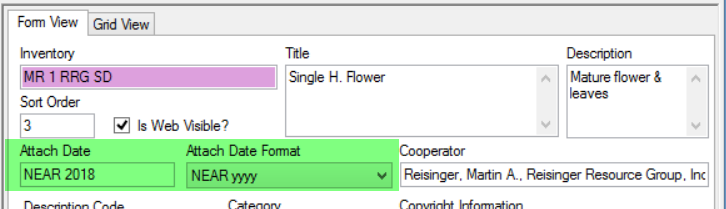 Form View Grid View
Inventory Title Description
MR 1 RRG SD Single H. Flower Mature flower &
leaves
Sort Order
3 Is Web Visible?
Attach Date Attach Date Format Cooperator
NEAR 2018 NEAR yyyy Reisinger, Martin A., Reisinger Resource Group, Inc
Description Code Category Copyright Information